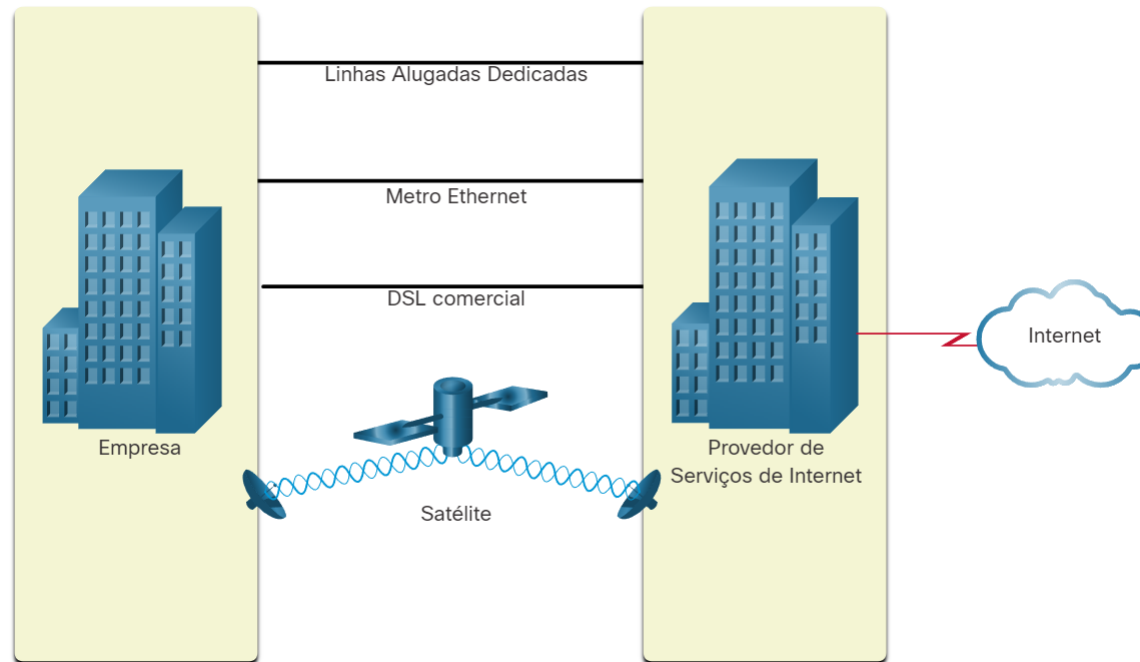 Linhas Alugadas Dedicadas
Metro Ethernet
DSL comercial
Internet
Empresa
Provedor de
Serviços de Internet
Satélite